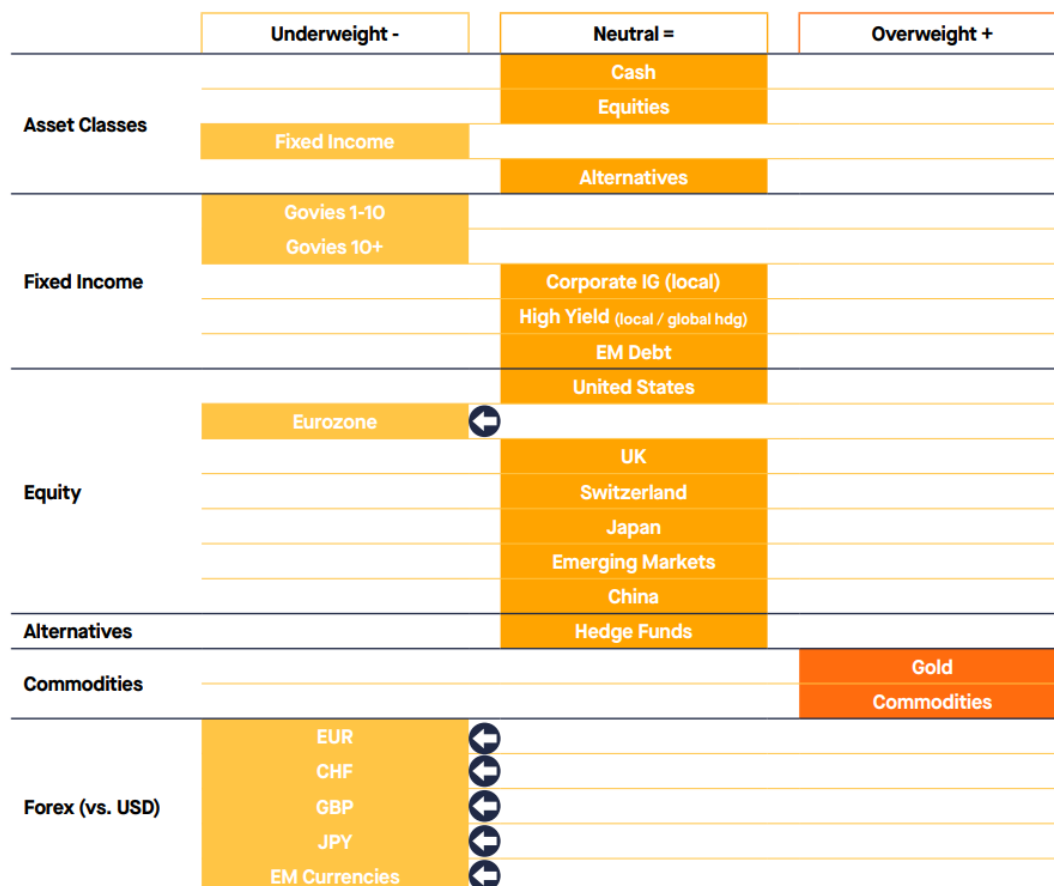 Underweight - Neutral = Overweight +
Cash
Equities
Asset Classes
Fixed Income
Alternatives
Govies 1-10
Govies 10+
Fixed Income
Corporate IG (local)
High Yield (local / global hdg)
EM Debt
United States
Eurozone
UK
Equity
Switzerland
Japan
Emerging Markets
China
Alternatives
Hedge Funds
Gold
Commodities
Commodities
EUR
CHF
Forex (vs. USD)
GBP
JPY
EM Currencies